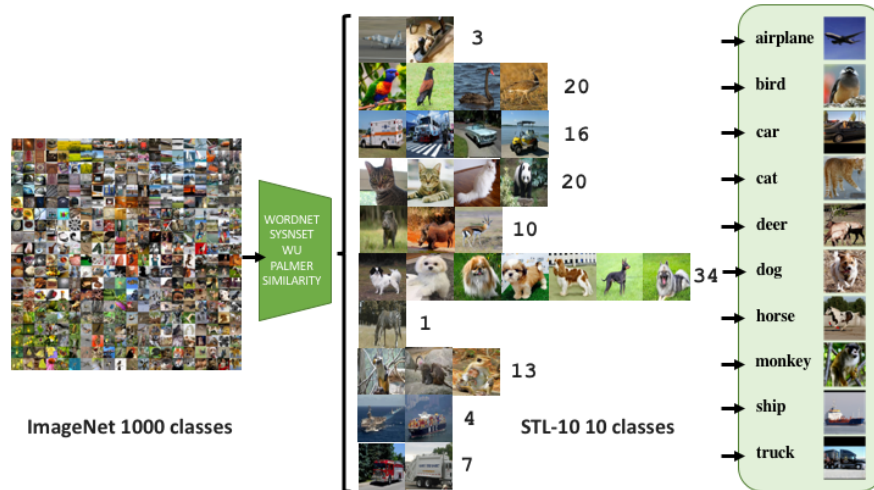 3
airplane
20
bird
16
car
20
cat
WORDNET
SYSNSET
WU
PALMER
SIMILARITY
10
deer
34
dog
1
horse
13
monkey
ImageNet 1000 classes
4
STL-10 10 classes
ship
7
truck